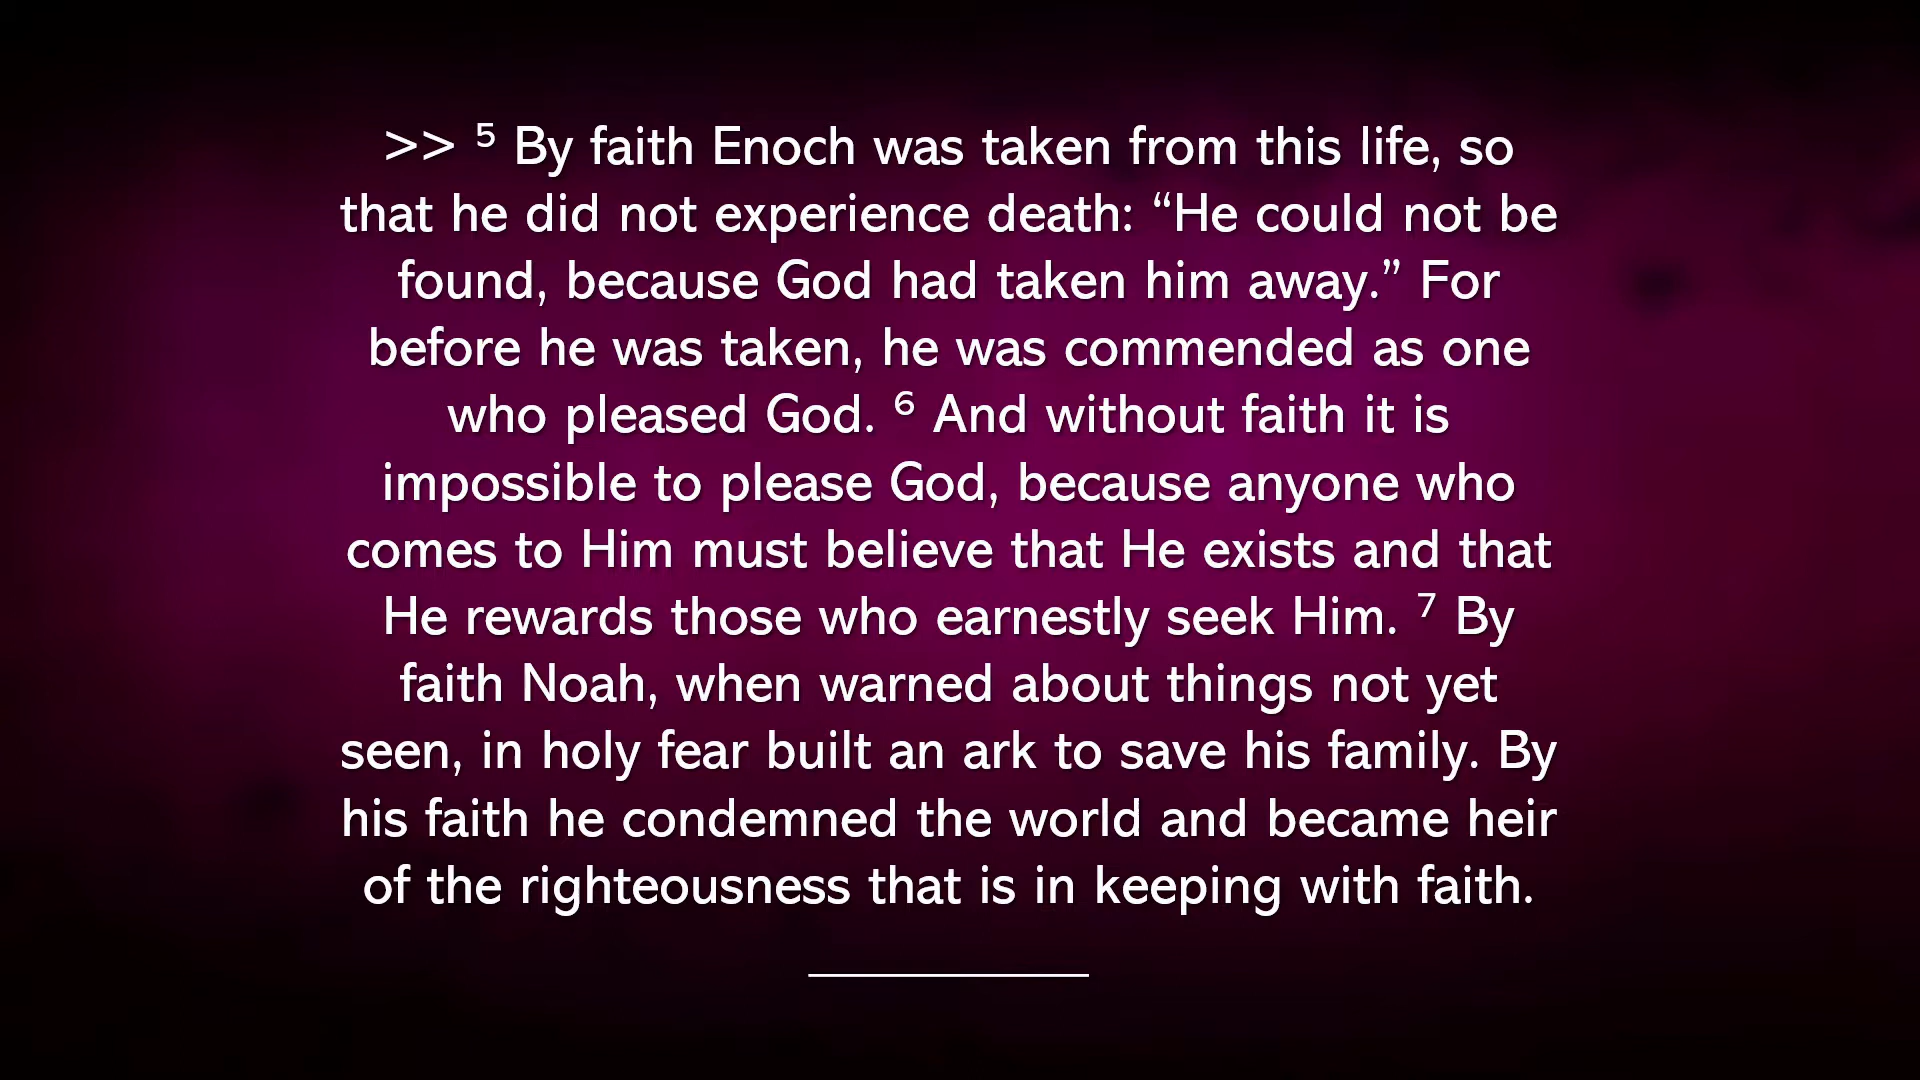 >> ⁵ By faith Enoch was taken from this life, so
that he did not experience death: “He could not be
found, because God had taken him away.” For
before he was taken, he was commended as one
who pleased God. ⁶ And without faith it is
impossible to please God, because anyone who
comes to Him must believe that He exists and that
He rewards those who earnestly seek Him. ⁷ By
faith Noah, when warned about things not yet
seen, in holy fear built an ark to save his family. By
his faith he condemned the world and became heir
of the righteousness that is in keeping with faith.